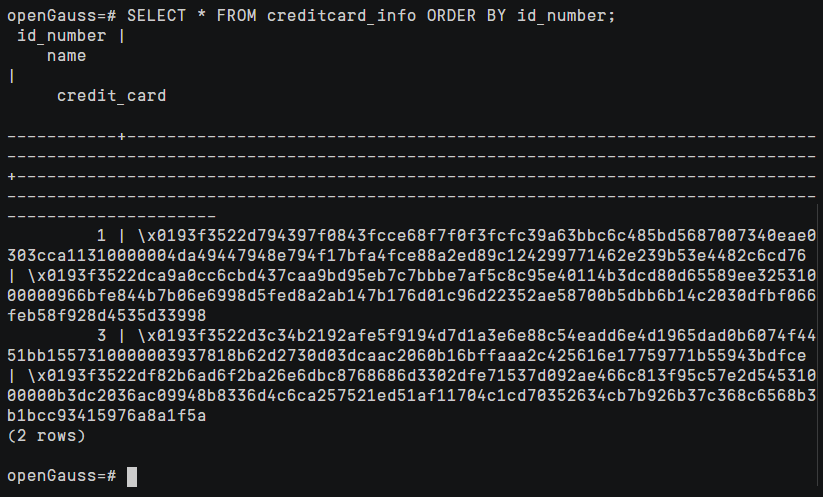 openGauss=# SELECT * FROM creditcard_info ORDER BY id_number;
id_number |
name
|
credit_card
-----------+---------------------------------------------------------------------
---------------------------------------------------------------------------------
+--------------------------------------------------------------------------------
---------------------------------------------------------------------------------
---------------------
1 | \x0193f3522d794397f0843fcce68f7f0f3fcfc39a63bbc6c485bd5687007340eae0
303cca11310000004da49447948e794f17bfa4fce88a2ed89c124299771462e239b53e4482c6cd76
| \x0193f3522dca9a0cc6cbd437caa9bd95eb7c7bbbe7af5c8c95e40114b3dcd80d65589ee325310
00000966bfe844b7b06e6998d5fed8a2ab147b176d01c96d22352ae58700b5dbb6b14c2030dfbf066
feb58f928d4535d33998
3 | \x0193f3522d3c34b2192afe5f9194d7d1a3e6e88c54eadd6e4d1965dad0b6074f44
51bb1557310000003937818b62d2730d03dcaac2060b16bffaaa2c425616e17759771b55943bdfce
| \x0193f3522df82b6ad6f2ba26e6dbc8768686d3302dfe71537d092ae466c813f95c57e2d545310
00000b3dc2036ac09948b8336d4c6ca257521ed51af11704c1cd70352634cb7b926b37c368c6568b3
b1bcc93415976a8a1f5a
(2 rows)
openGauss=#